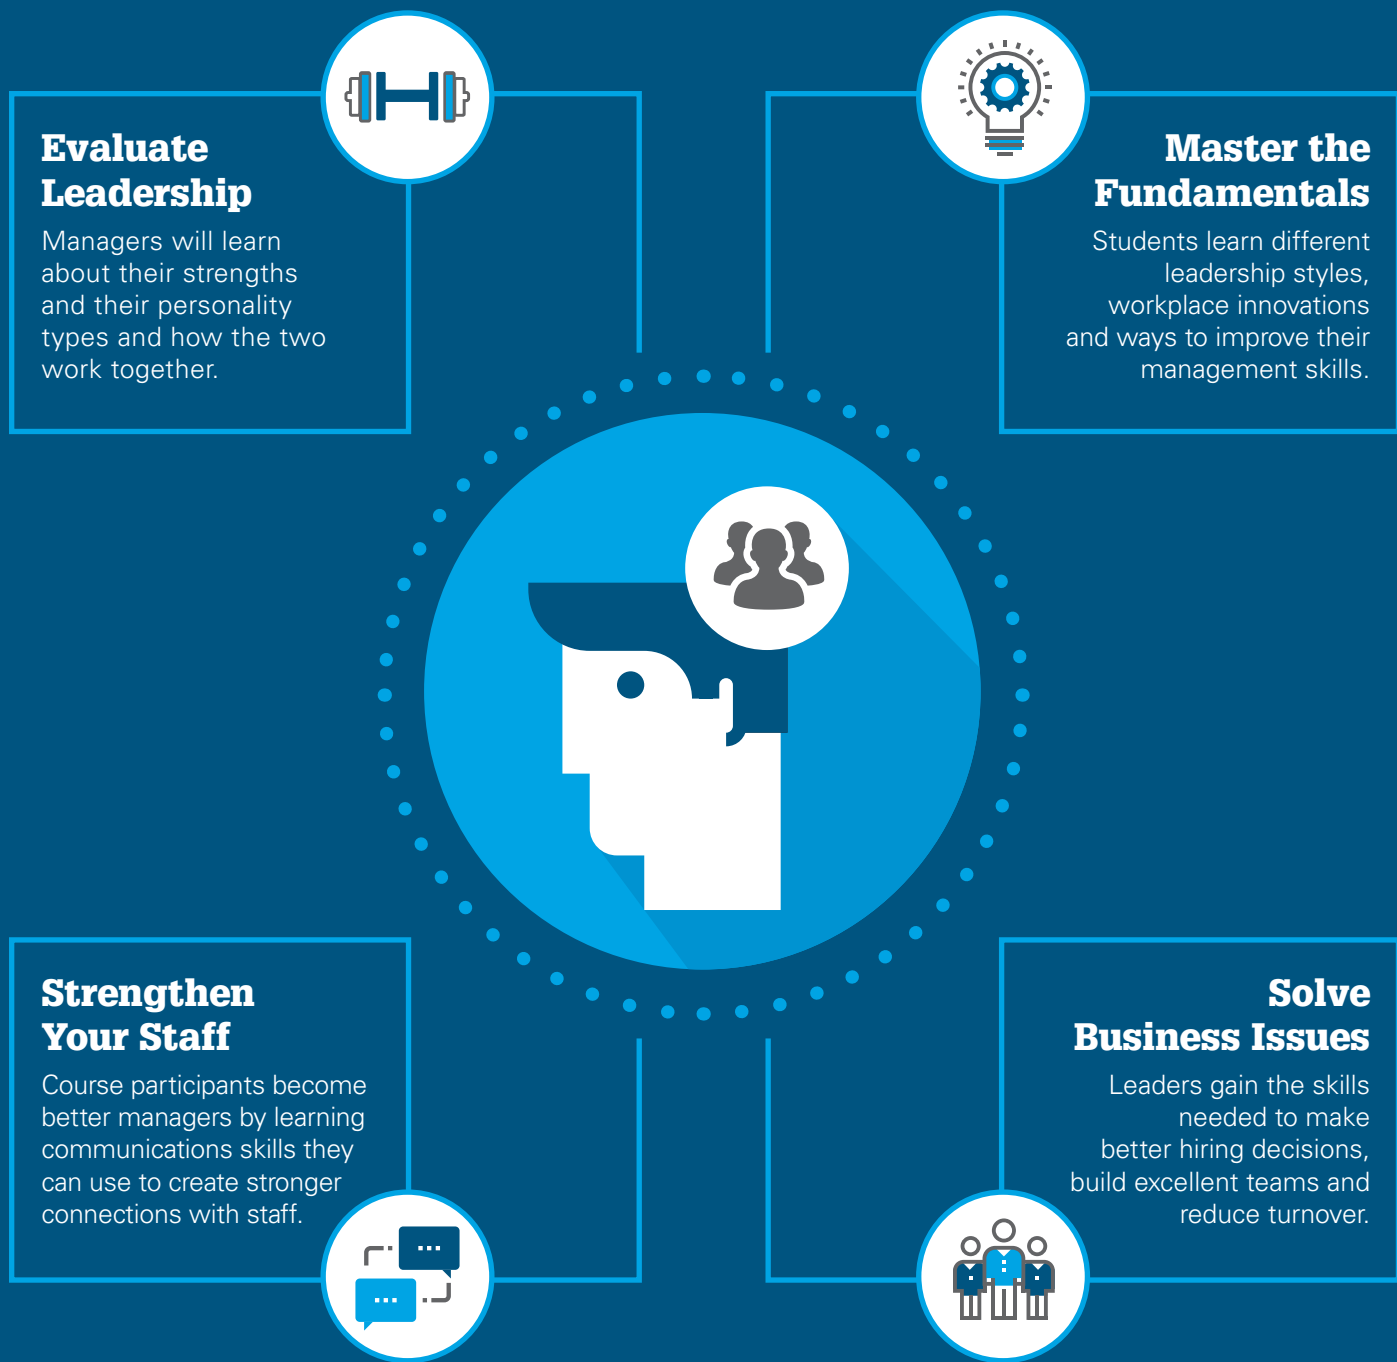 Evaluate
Leadership
Managers will learn
about their strengths
and their personality
types and how the two
work together.
Master the
Fundamentals
Students learn different
leadership styles,
workplace innovations
and ways to improve their
management skills.
Strengthen
Your Staff
Course participants become
better managers by learning
communications skills they
can use to create stronger
connections with staff.
Solve
Business Issues
Leaders gain the skills
needed to make
better hiring decisions,
build excellent teams and
reduce turnover.